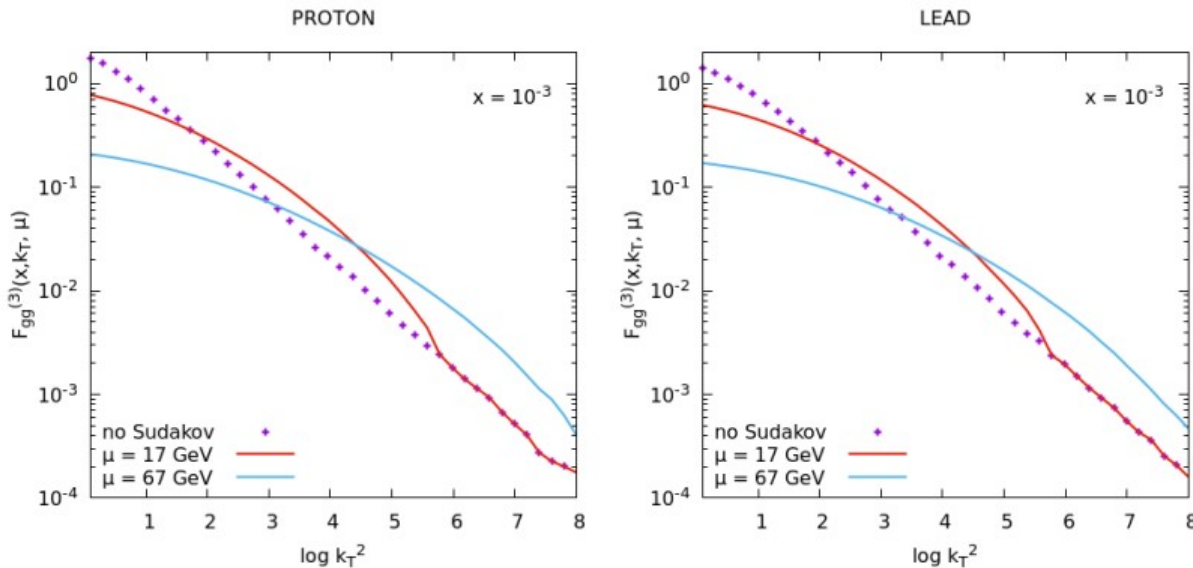 PROTON
x = 10⁻³
F_gg⁽³⁾(x,k_T, μ)
10⁰
10⁻¹
10⁻²
10⁻³
10⁻⁴
no Sudakov
μ = 17 GeV
μ = 67 GeV
1 2 3 4 5 6 7 8
log k_T²
LEAD
x = 10⁻³
F_gg⁽³⁾(x,k_T, μ)
10⁰
10⁻¹
10⁻²
10⁻³
10⁻⁴
no Sudakov
μ = 17 GeV
μ = 67 GeV
1 2 3 4 5 6 7 8
log k_T²